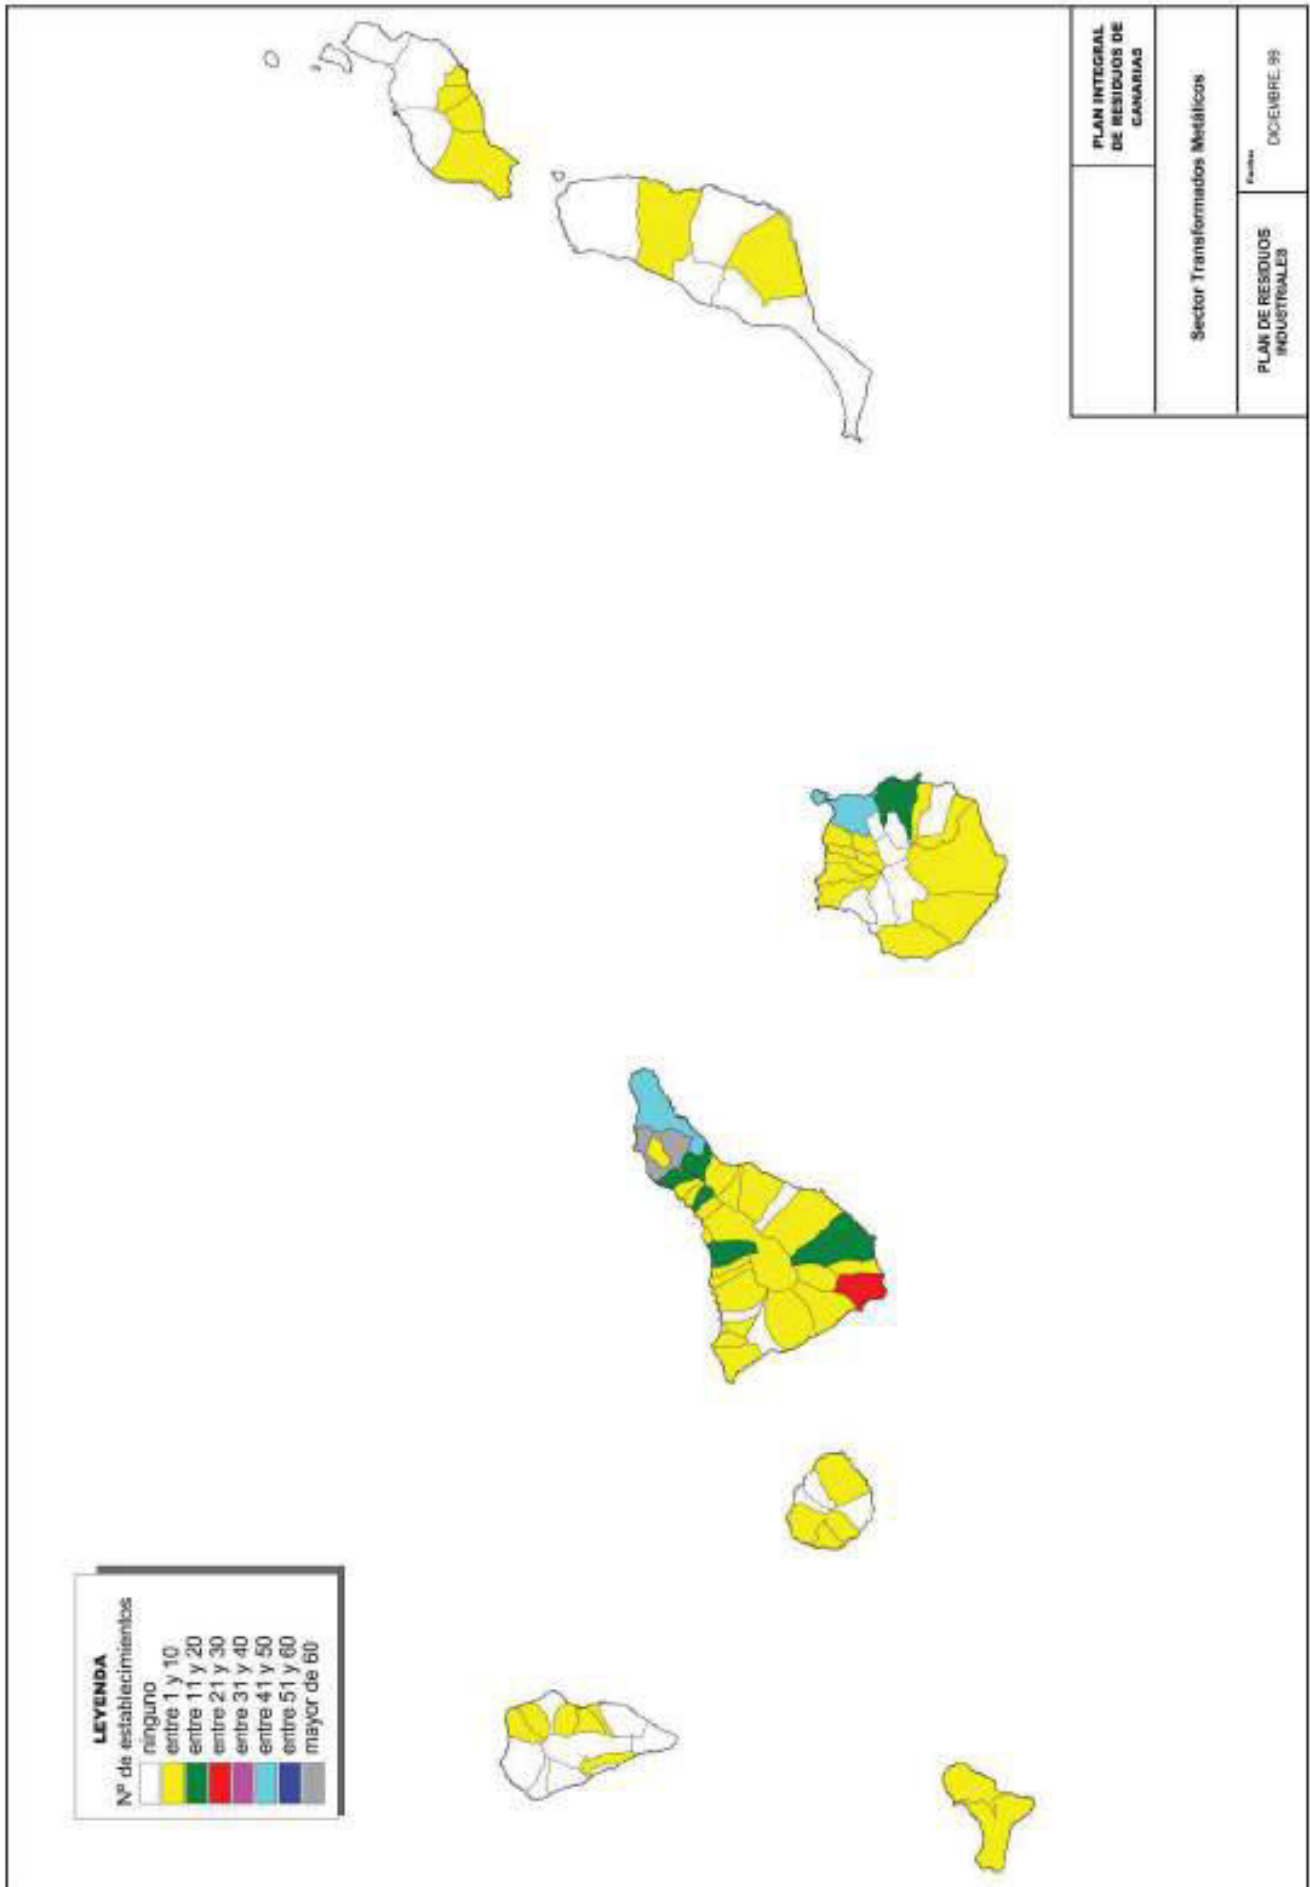 LEYENDA
Nº de establecimientos
ninguno
entre 1 y 10
entre 11 y 20
entre 21 y 30
entre 31 y 40
entre 41 y 50
entre 51 y 60
mayor de 60
PLAN INTEGRAL
DE RESIDUOS DE
CANARIAS
Sector Transformados Metálicos
PLAN DE RESIDUOS
INDUSTRIALES
DICIEMBRE, 99